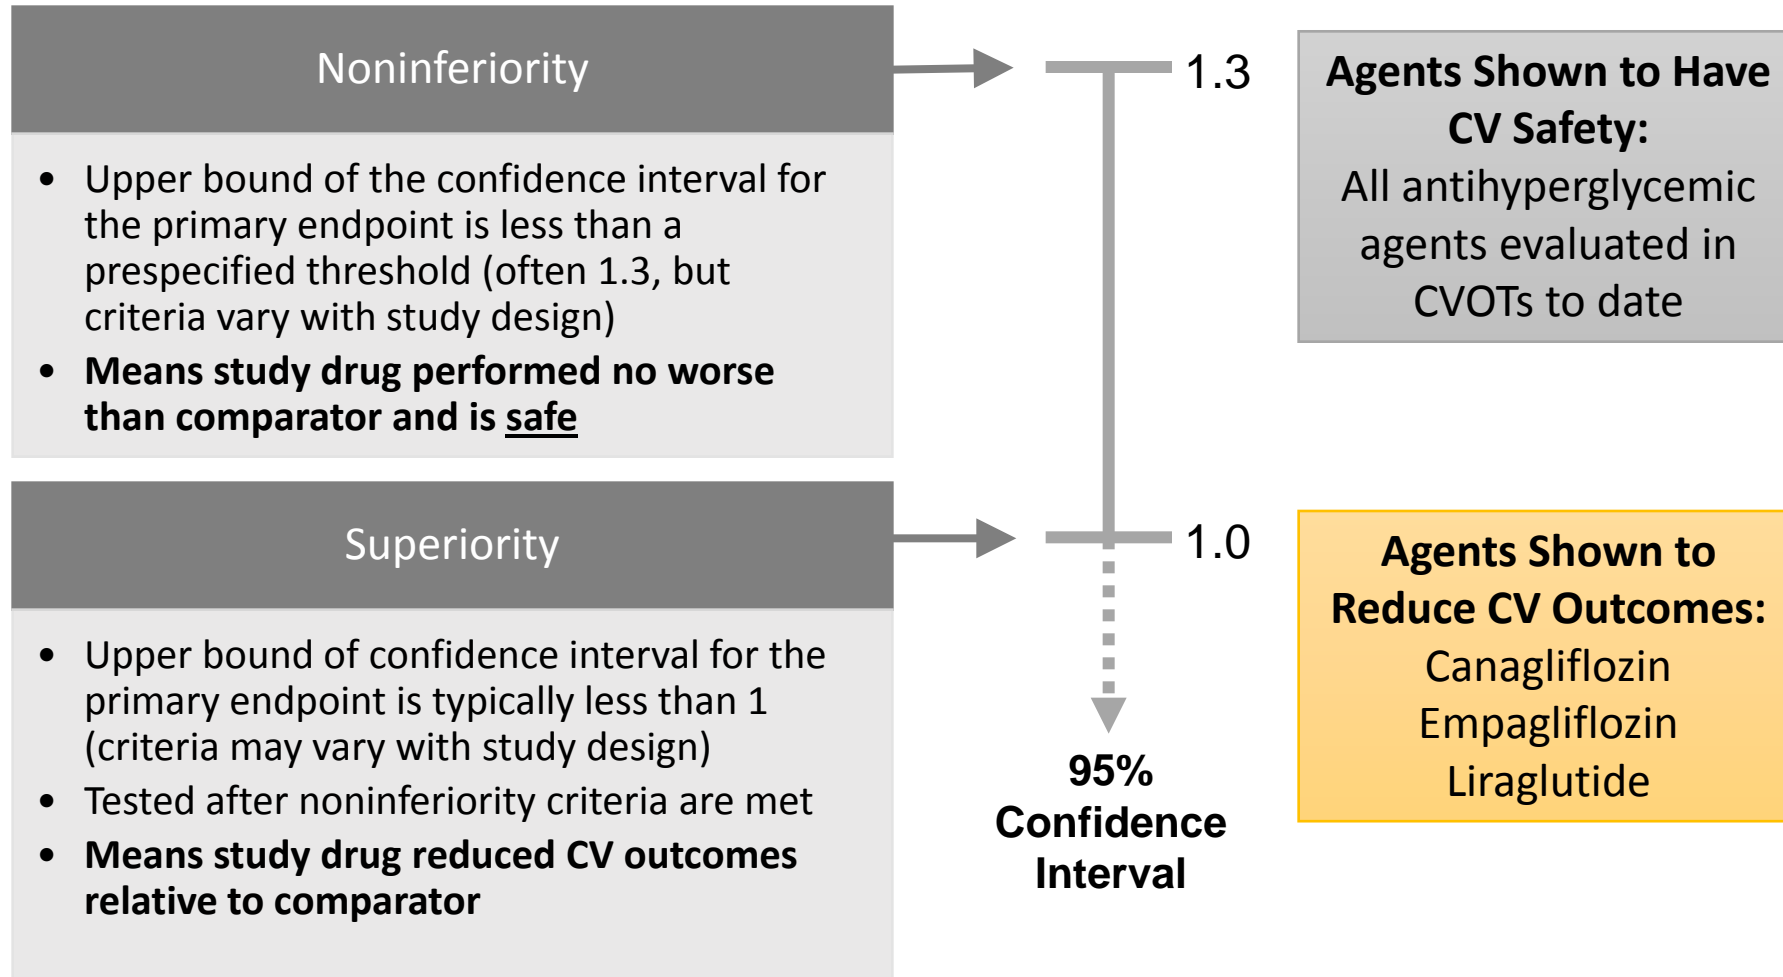 Noninferiority
• Upper bound of the confidence interval for
the primary endpoint is less than a
prespecified threshold (often 1.3, but
criteria vary with study design)
• Means study drug performed no worse
than comparator and is safe
1.3
Agents Shown to Have
CV Safety:
All antihyperglycemic
agents evaluated in
CVOTs to date
Superiority
• Upper bound of confidence interval for the
primary endpoint is typically less than 1
(criteria may vary with study design)
• Tested after noninferiority criteria are met
• Means study drug reduced CV outcomes
relative to comparator
1.0
95%
Confidence
Interval
Agents Shown to
Reduce CV Outcomes:
Canagliflozin
Empagliflozin
Liraglutide